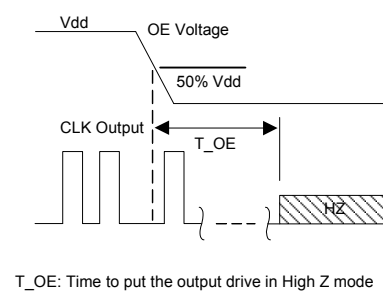 Vdd
OE Voltage
50% Vdd
CLK Output
T_OE
HZ
T_OE: Time to put the output drive in High Z mode